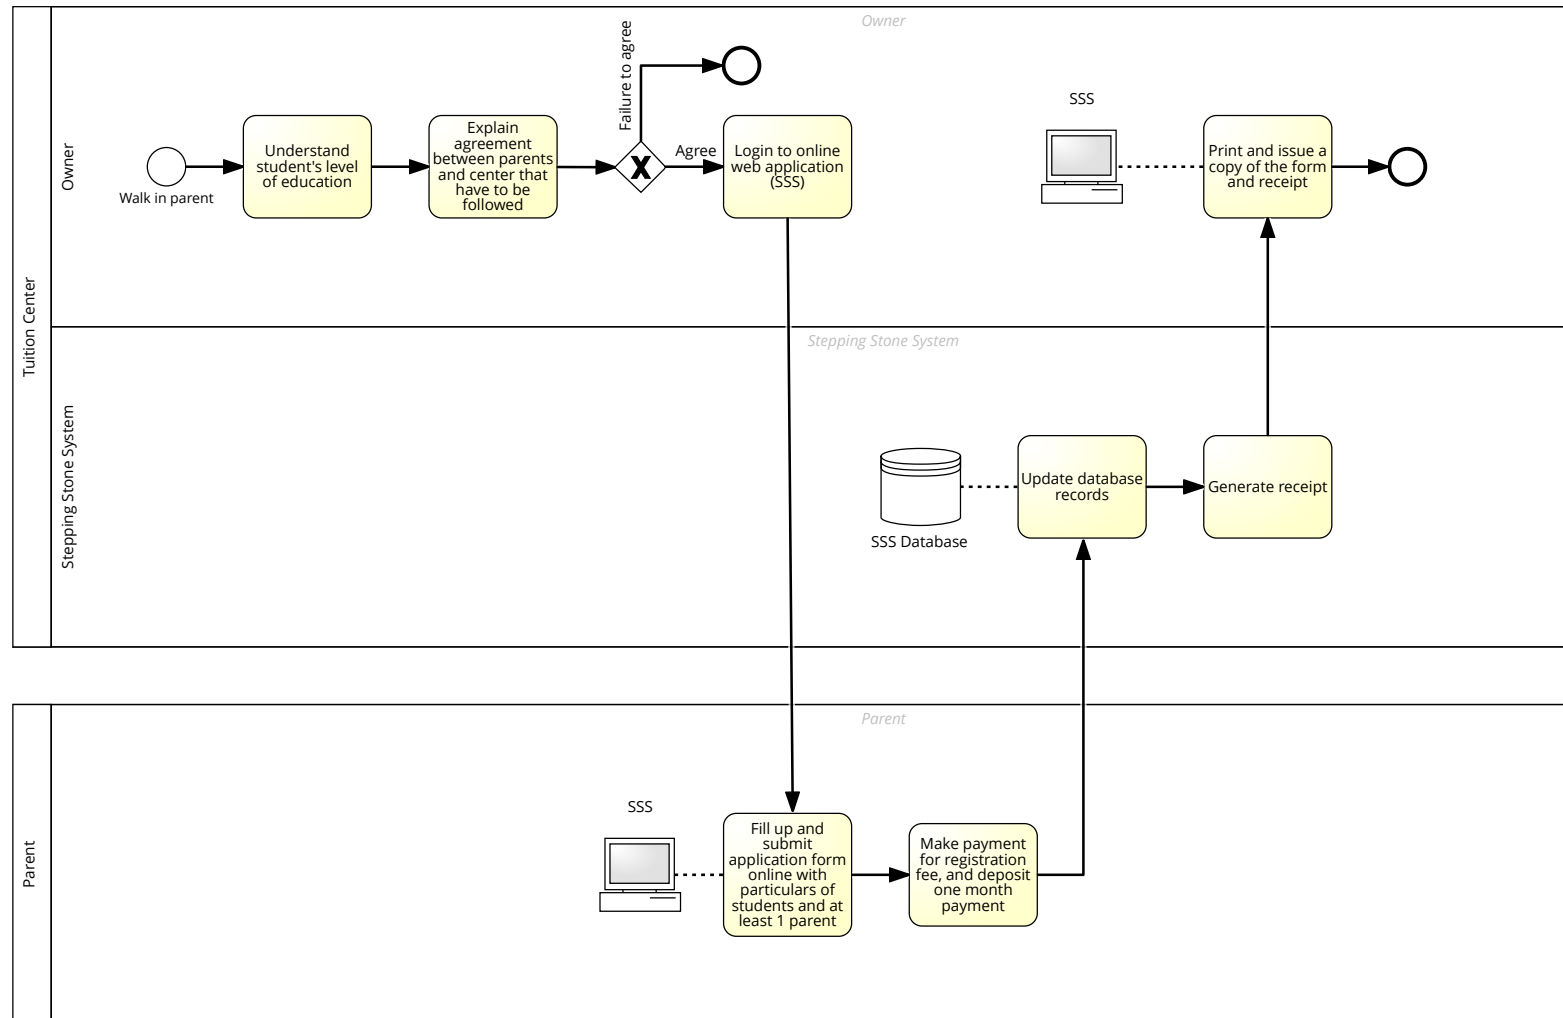 Owner
Failure to agree
SSS
Understand
student's level
of education
Explain
agreement
between parents
and center that
have to be
followed
Agree
Login to online
web application
(SSS)
Print and issue a
copy of the form
and receipt
Owner
Walk in parent
Tuition Center
Stepping Stone System
Stepping Stone System
Update database
records
Generate receipt
SSS Database
Parent
SSS
Parent
Fill up and
submit
application form
online with
particulars of
students and at
least 1 parent
Make payment
for registration
fee, and deposit
one month
payment